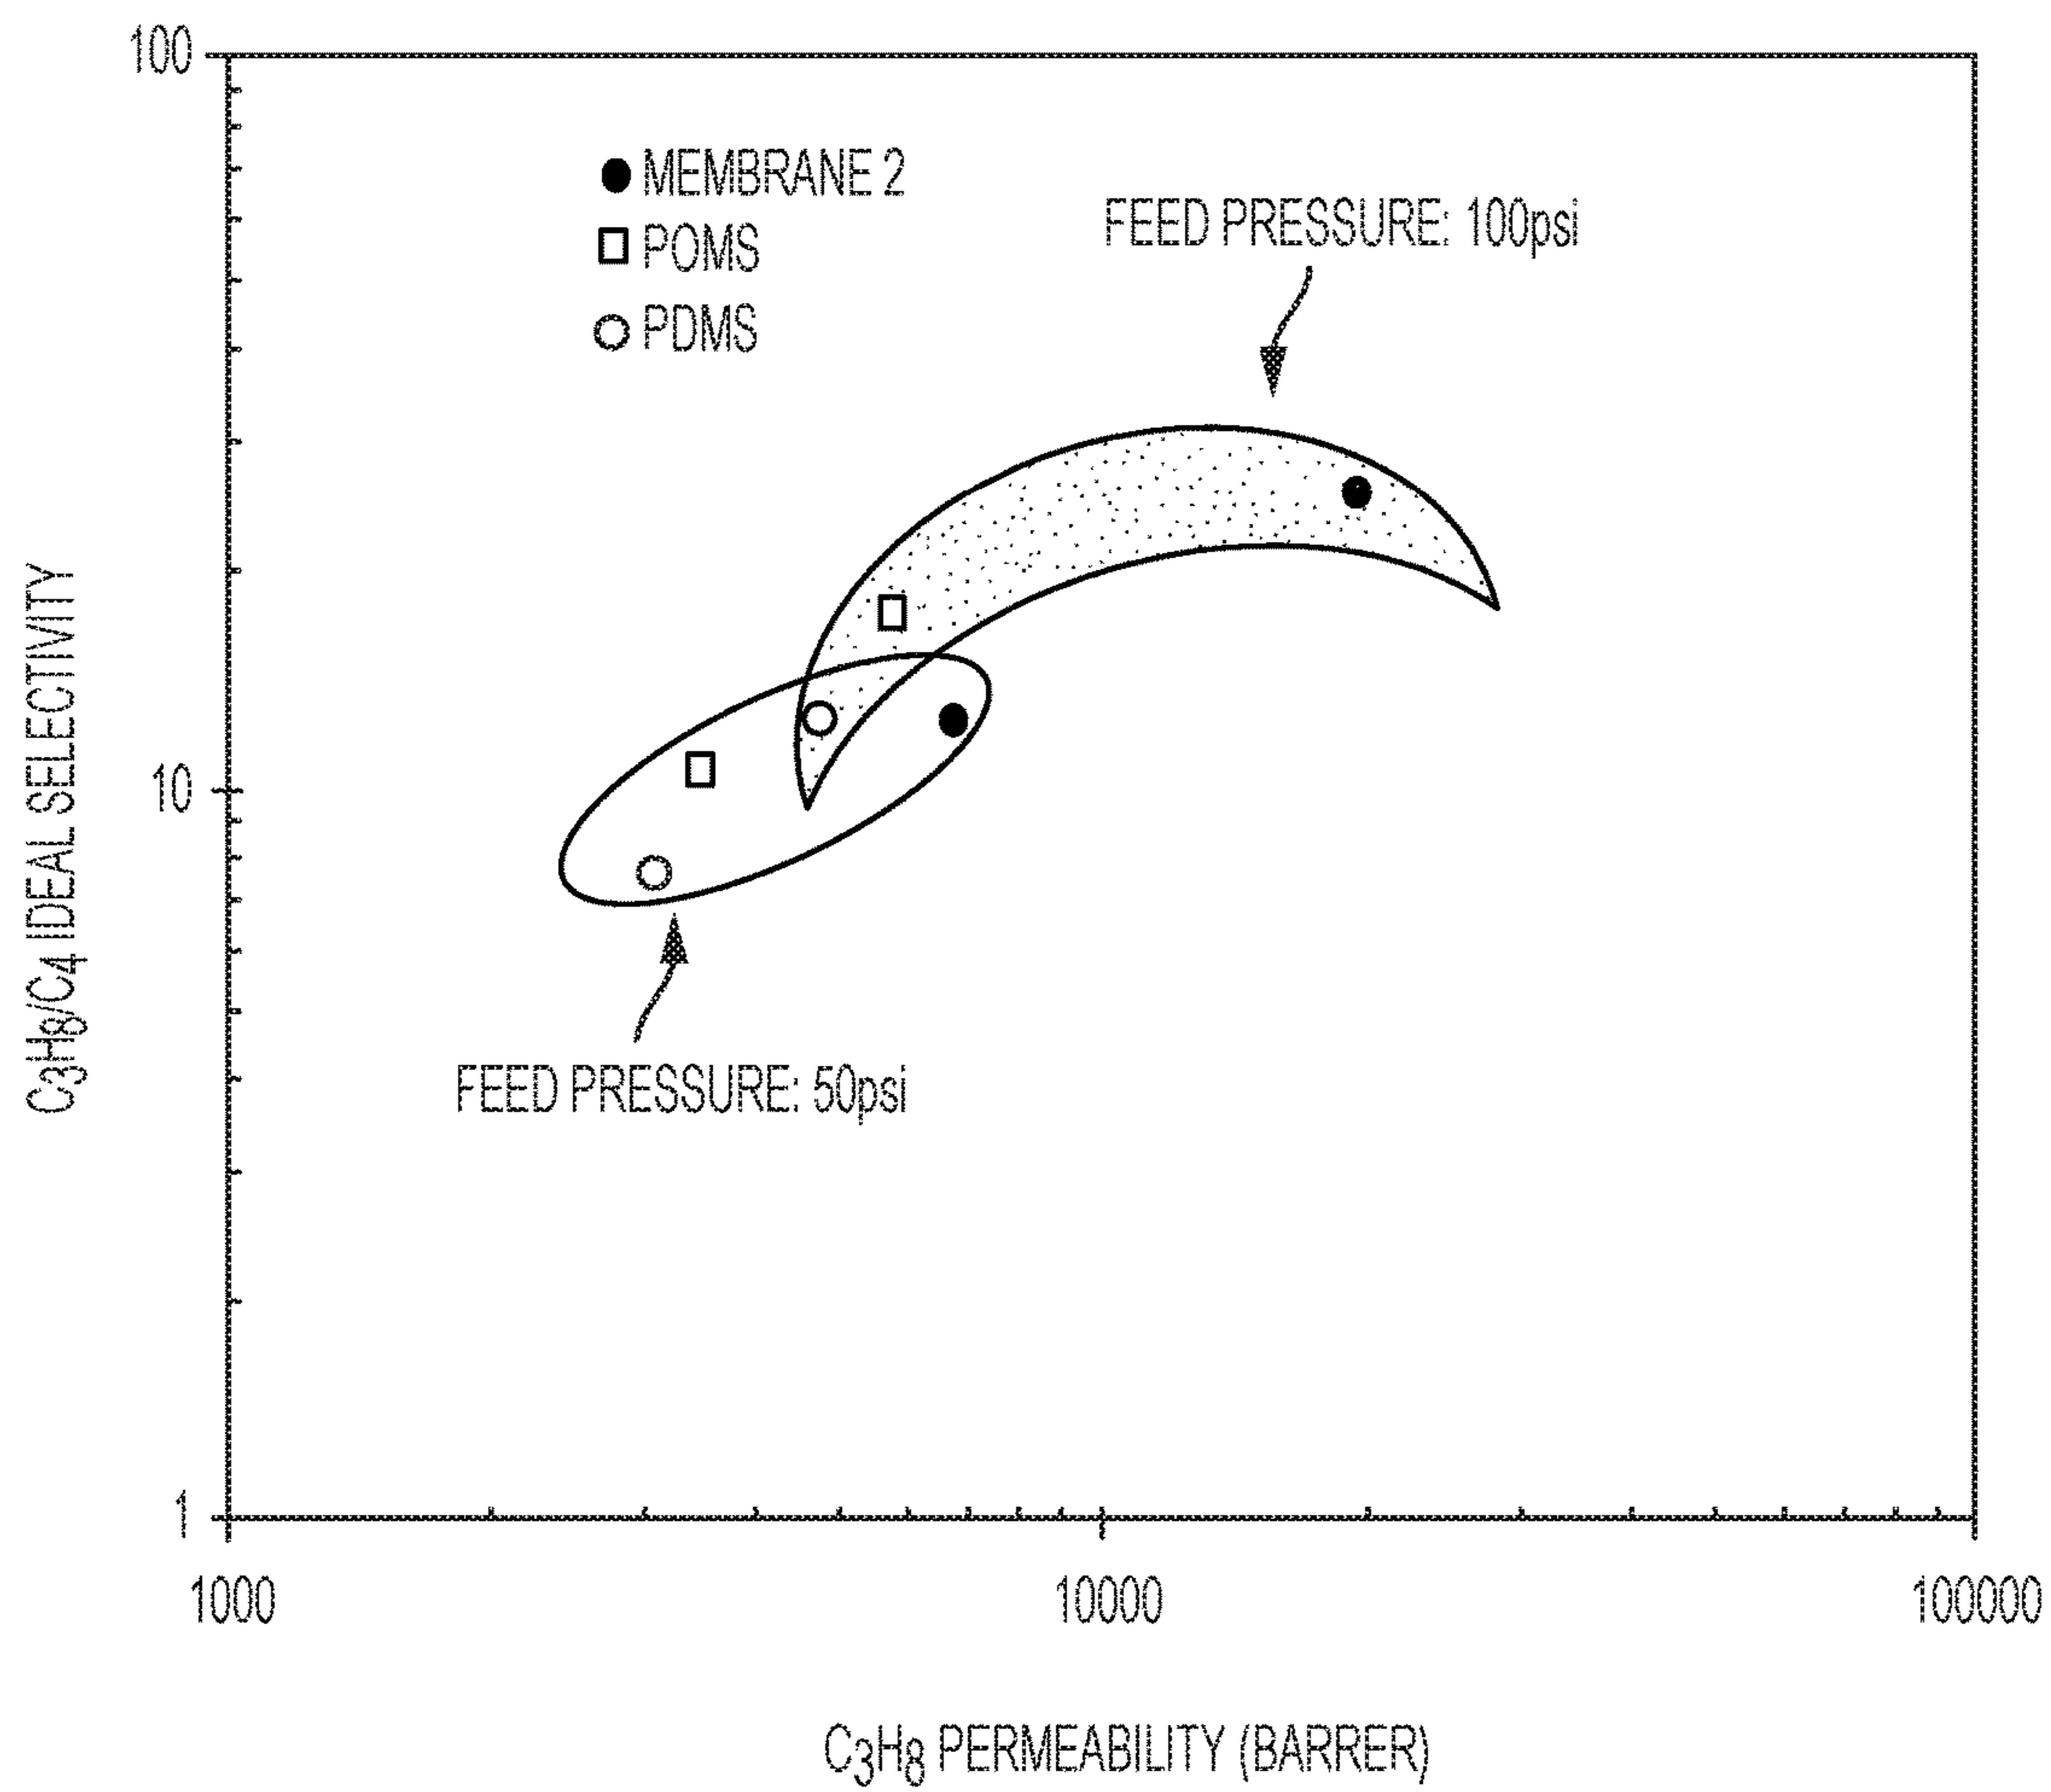 100
MEMBRANE 2
POMS
PDMS
FEED PRESSURE: 100psi
C3H8/C4 IDEAL SELECTIVITY
10
FEED PRESSURE: 50psi
1
1000
10000
100000
C3H8 PERMEABILITY (BARRER)